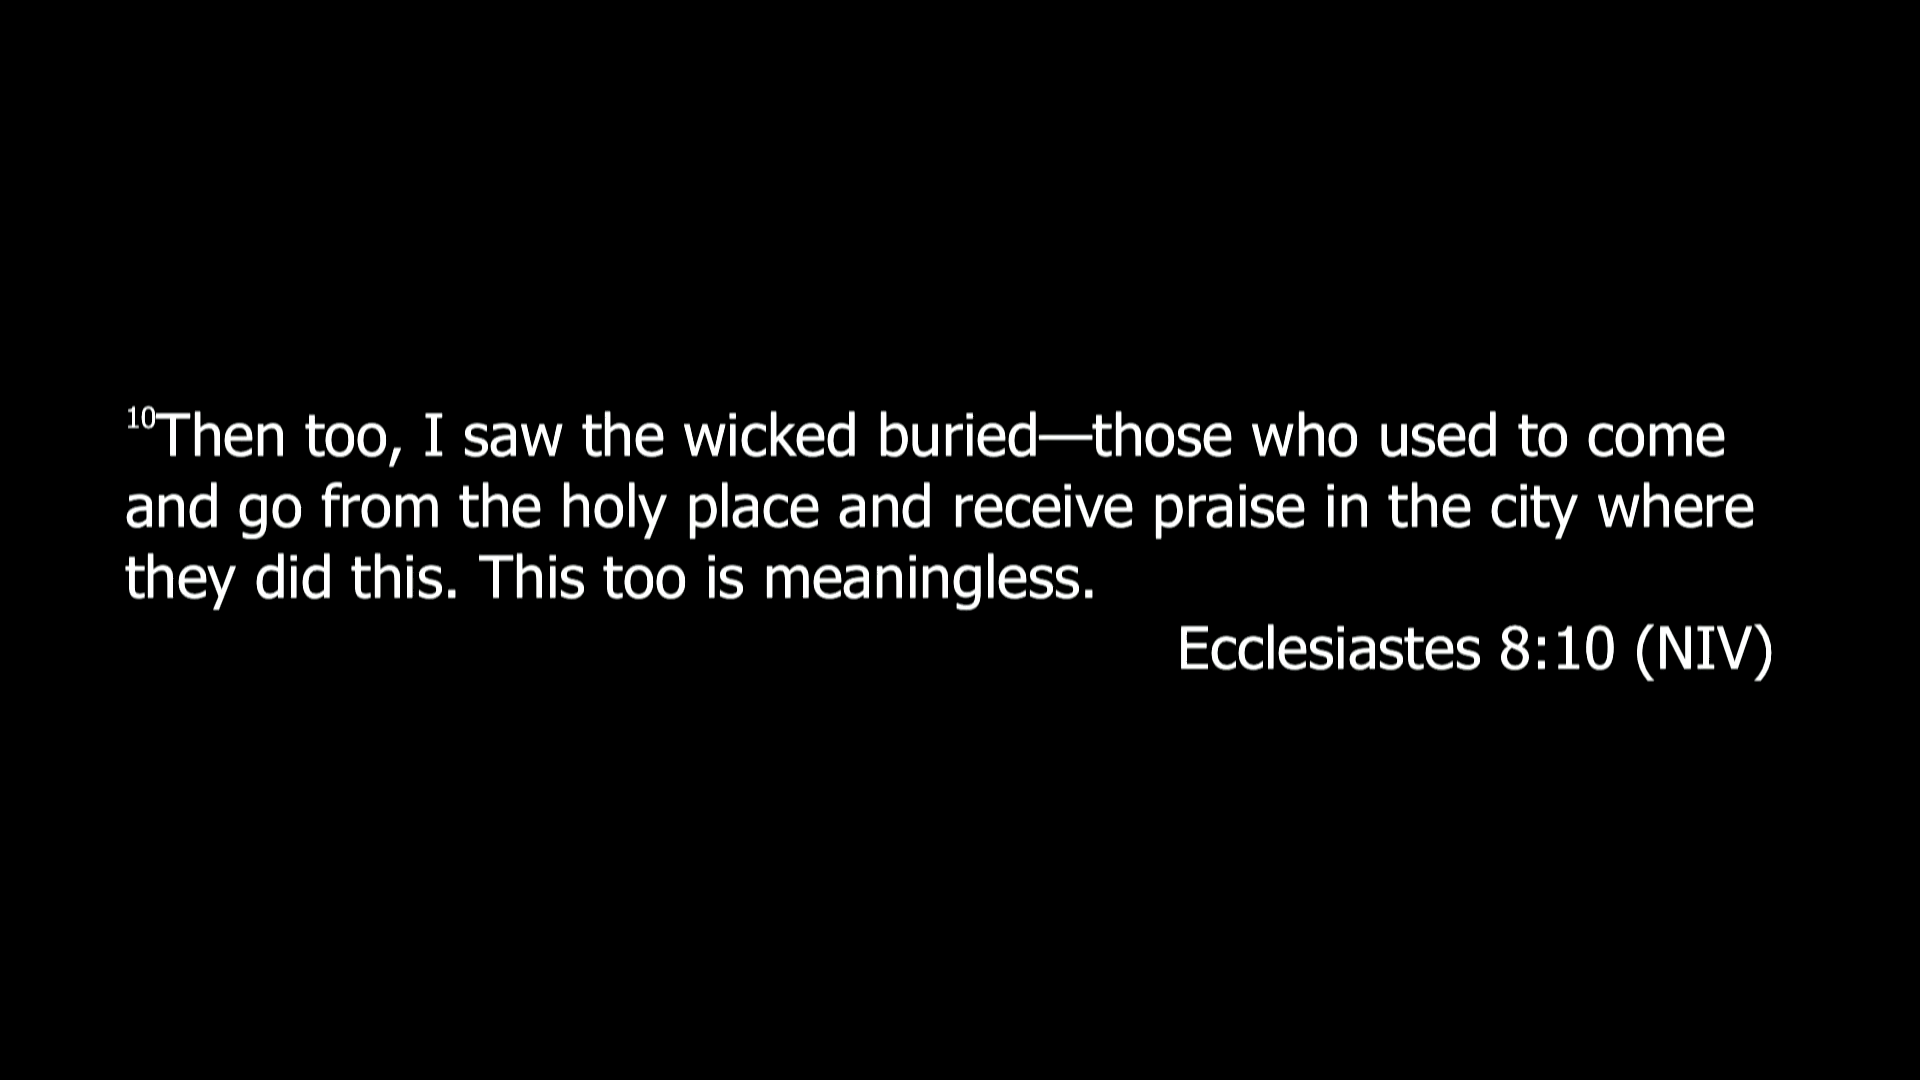 10Then too, I saw the wicked buried—those who used to come
and go from the holy place and receive praise in the city where
they did this. This too is meaningless.
Ecclesiastes 8:10 (NIV)